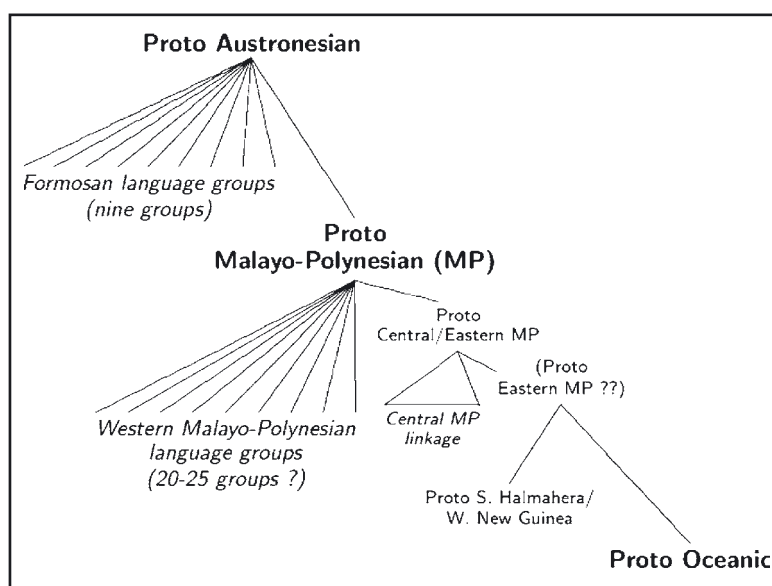 Proto Austronesian
Formosan language groups
(nine groups)
Proto
Malayo-Polynesian (MP)
Proto
Central/Eastern MP
(Proto
Eastern MP ??)
Central MP
linkage
Western Malayo-Polynesian
language groups
(20-25 groups ?)
Proto S. Halmahera/
W. New Guinea
Proto Oceanic